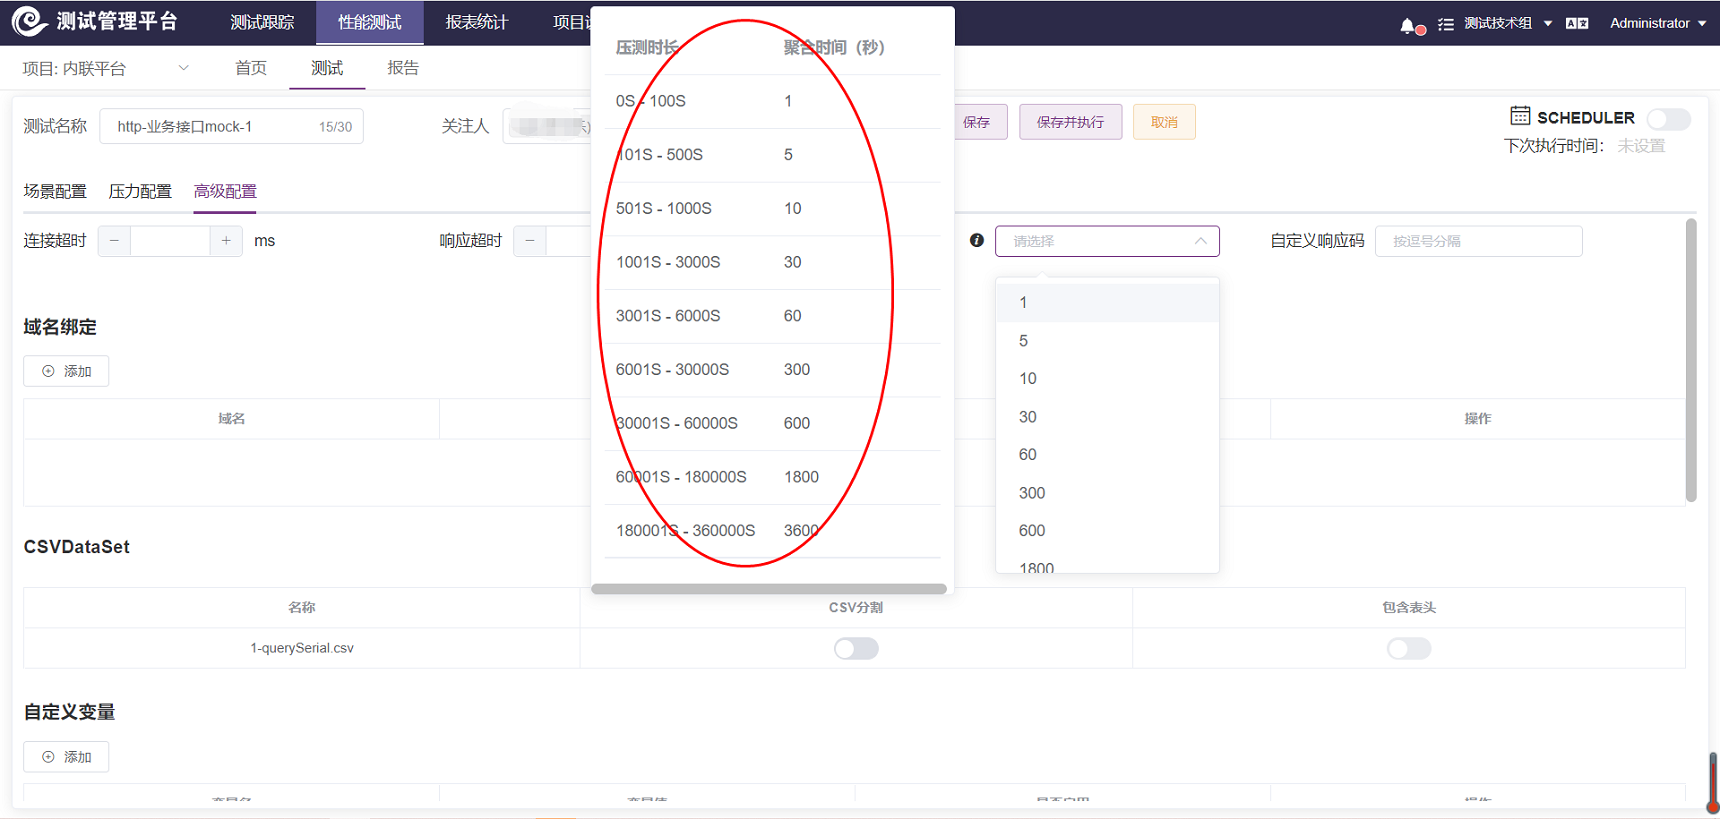 测试管理平台
测试跟踪
性能测试
报表统计
测试技术组
Administrator
项目: 内联平台
首页
测试
报告
测试名称
http-业务接口mock-1
15/30
关注人
保存
保存并执行
取消
SCHEDULER
下次执行时间：
未设置
场景配置
压力配置
高级配置
连接超时
ms
响应超时
请选择
自定义响应码
按逗号分隔
压测时长 聚合时间（秒）
0S - 100S 1
101S - 500S 5
501S - 1000S 10
1001S - 3000S 30
3001S - 6000S 60
6001S - 30000S 300
30001S - 60000S 600
60001S - 180000S 1800
180001S - 360000S 3600
1
5
10
30
60
300
600
1800
域名绑定
添加
域名
操作
CSVDataSet
名称
CSV分割
包含表头
1-querySerial.csv
自定义变量
添加